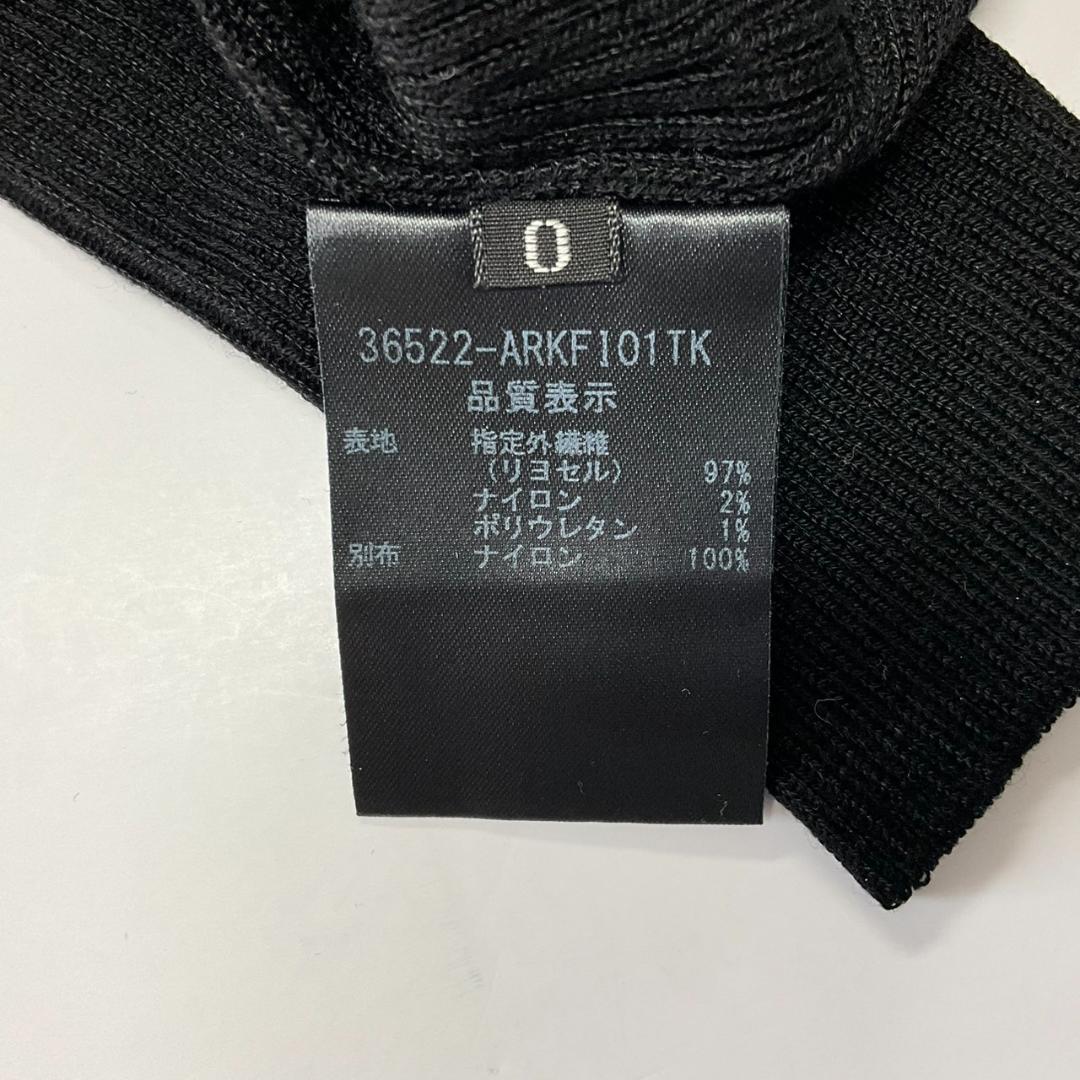 0
36522-ARKFI01TK
品質表示
表地 指定外繊維
(リヨセル) 97%
ナイロン 2%
ポリウレタン 1%
別布 ナイロン 100%